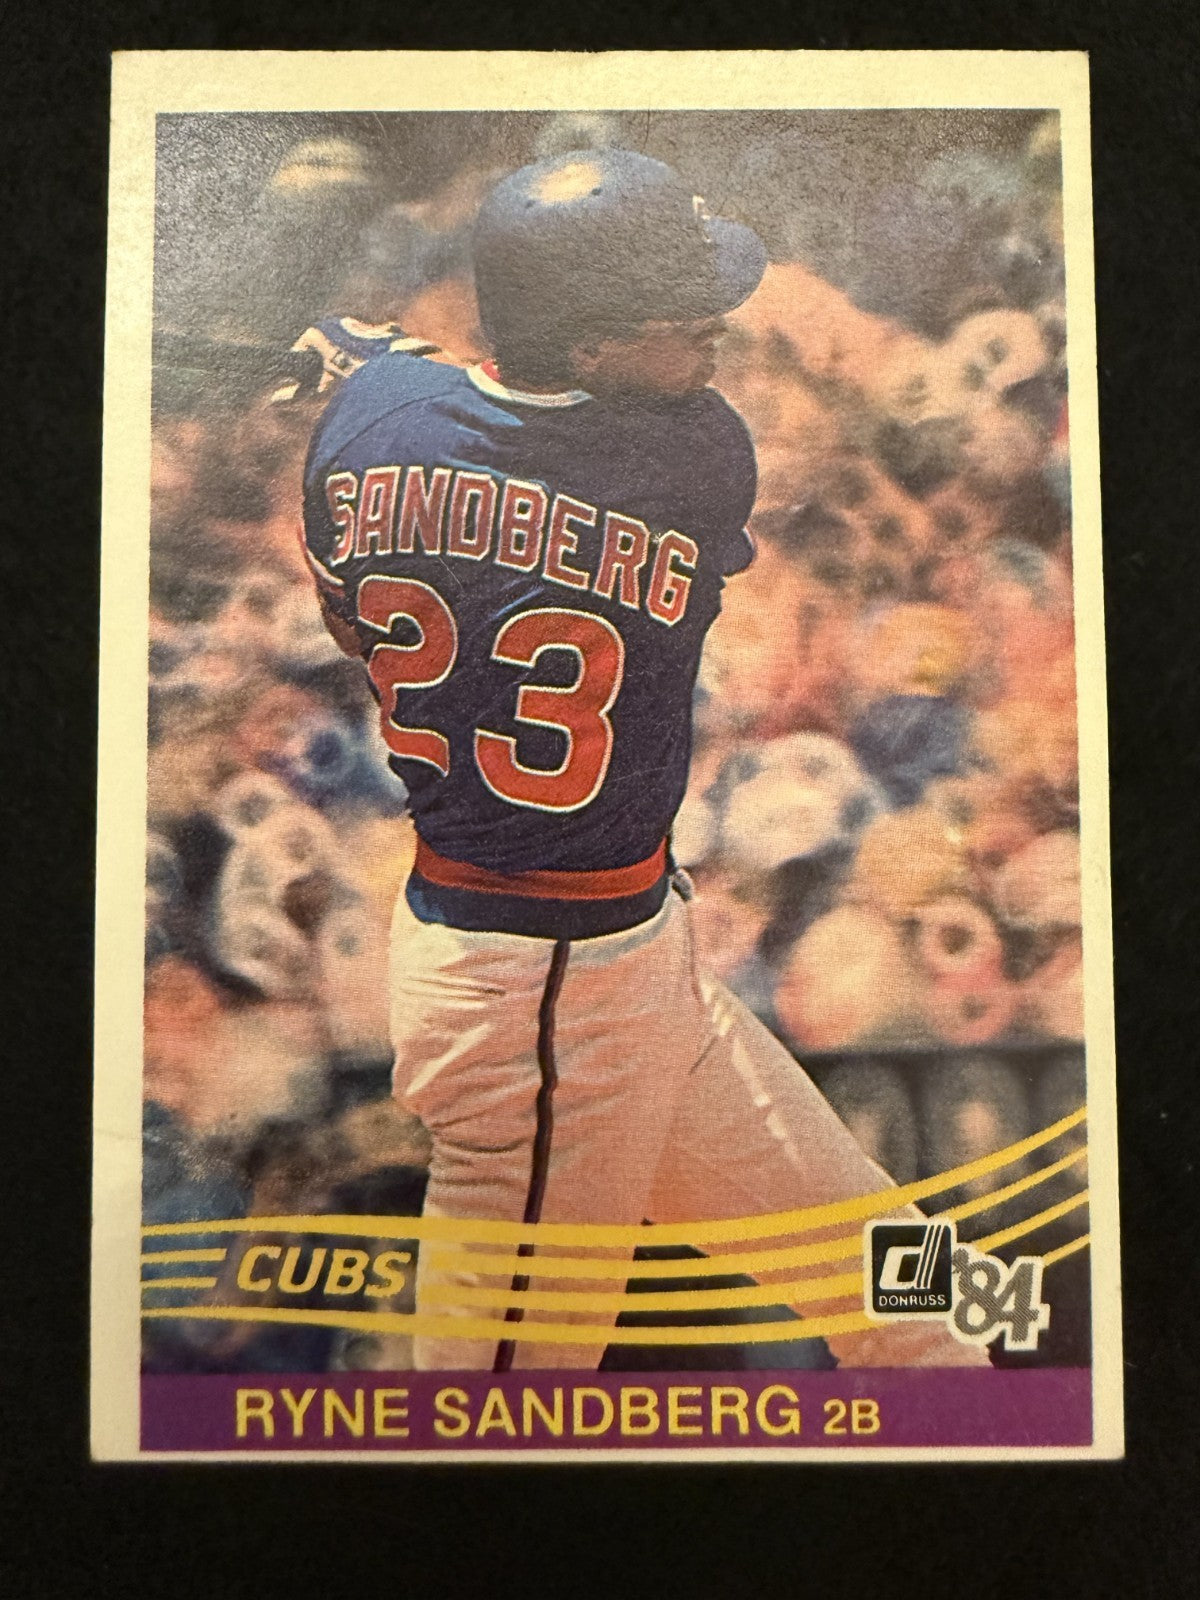 SANDBERG
23
CUBS
d
DONRUSS
'84
RYNE SANDBERG 2B